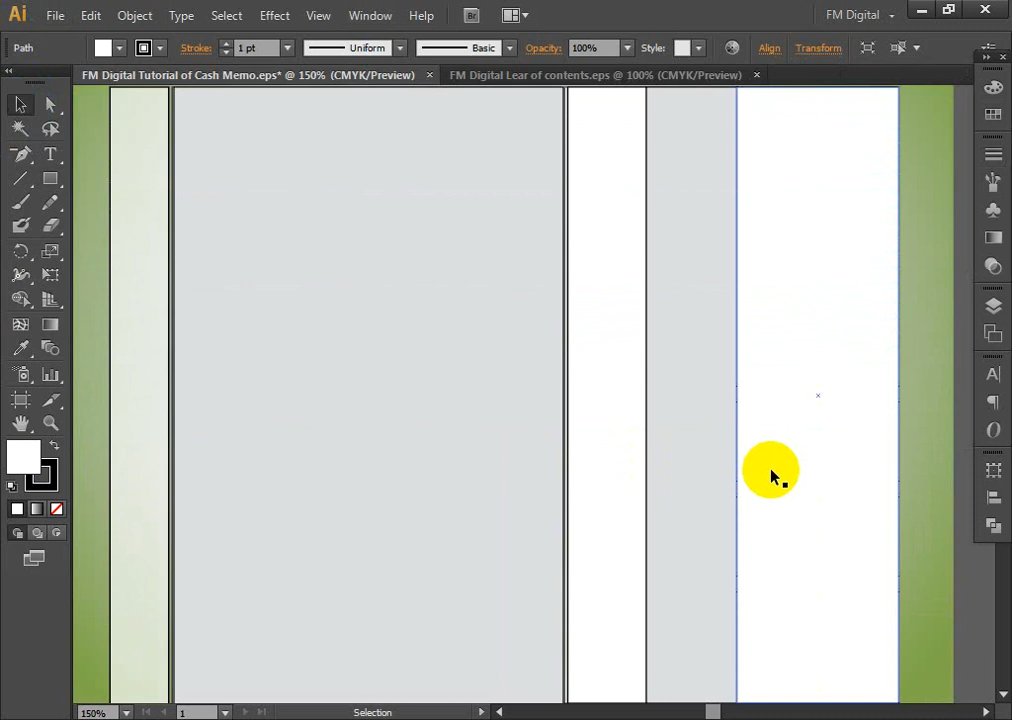 Ai File Edit Object Type Select Effect View Window Help Br FM Digital
Path Stroke: 1 pt Uniform Basic Opacity: 100% Style: Align Transform
FM Digital Tutorial of Cash Memo.eps* @ 150% (CMYK/Preview) FM Digital Lear of contents.eps @ 100% (CMYK/Preview)
150% 1 Selection